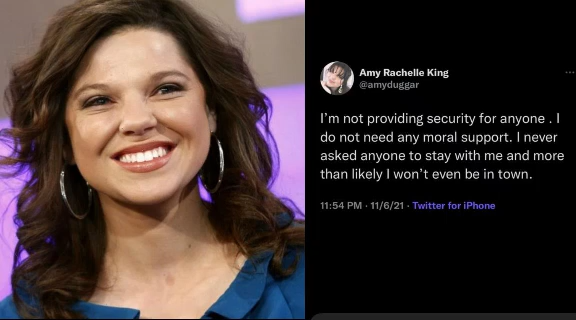 Amy Rachelle King
@amyduggar
I'm not providing security for anyone . I
do not need any moral support. I never
asked anyone to stay with me and more
than likely I won't even be in town.
11:54 PM · 11/6/21 · Twitter for iPhone